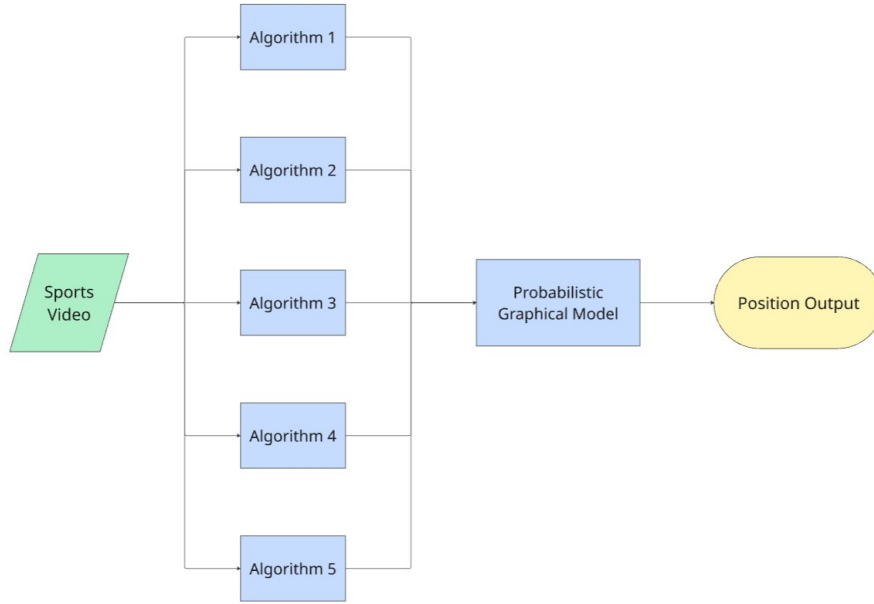 Algorithm 1
Algorithm 2
Sports
Video
Algorithm 3
Probabilistic
Graphical Model
Position Output
Algorithm 4
Algorithm 5